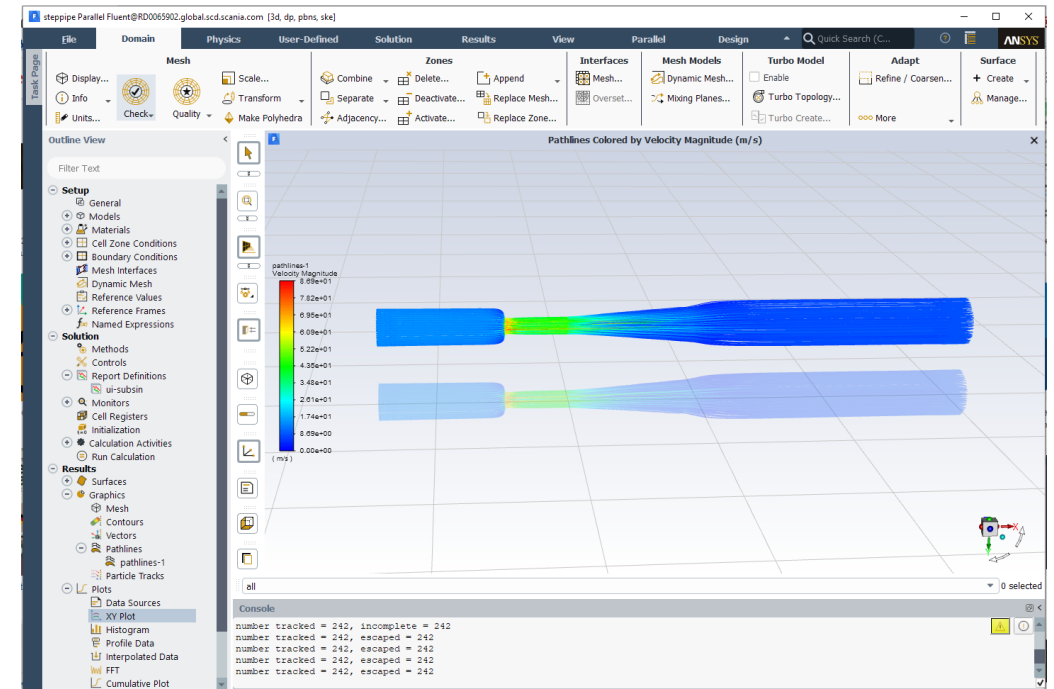 steppipe Parallel Fluent@RD0065902.global.scd.scania.com [3d, dp, pbns, ske]
File Domain Physics User-Defined Solution Results View Parallel Design Quick Search (C... ANSYS
Task Page
Mesh Zones Interfaces Mesh Models Turbo Model Adapt Surface
Display... Scale... Combine Delete... Append Mesh... Dynamic Mesh... Enable Refine / Coarsen... + Create
Info Transform Separate Deactivate... Replace Mesh... Overset... Mixing Planes... Turbo Topology... Manage...
Units... Check Quality Make Polyhedra Adjacency... Activate... Replace Zone... Turbo Create... More
Outline View
Filter Text
Setup
General
Models
Materials
Cell Zone Conditions
Boundary Conditions
Mesh Interfaces
Dynamic Mesh
Reference Values
Reference Frames
Named Expressions
Solution
Methods
Controls
Report Definitions
ui-subsin
Monitors
Cell Registers
Initialization
Calculation Activities
Run Calculation
Results
Surfaces
Graphics
Mesh
Contours
Vectors
Pathlines
pathlines-1
Particle Tracks
Plots
Data Sources
XY Plot
Histogram
Profile Data
Interpolated Data
FFT
Cumulative Plot
Pathlines Colored by Velocity Magnitude (m/s)
pathlines-1
Velocity Magnitude
8.69e+01
7.82e+01
6.95e+01
6.09e+01
5.22e+01
4.35e+01
3.48e+01
2.61e+01
1.74e+01
8.69e+00
0.00e+00
( m/s )
X
all 0 selected
Console
number tracked = 242, incomplete = 242
number tracked = 242, escaped = 242
number tracked = 242, escaped = 242
number tracked = 242, escaped = 242
number tracked = 242, escaped = 242